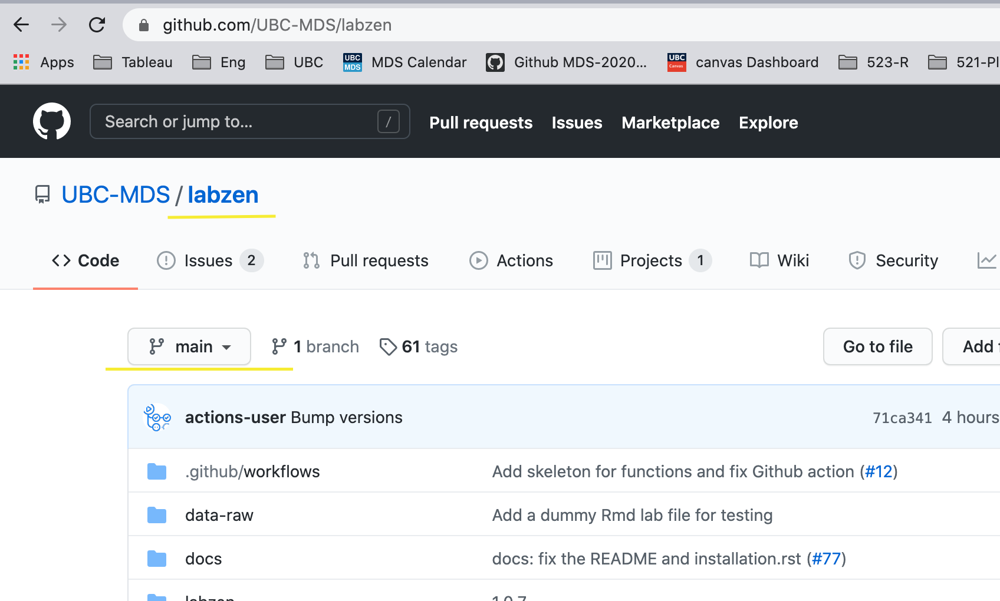 github.com/UBC-MDS/labzen
Apps Tableau Eng UBC UBC MDS MDS Calendar Github MDS-2020... UBC Canvas canvas Dashboard 523-R 521-Pl
Search or jump to... / Pull requests Issues Marketplace Explore
UBC-MDS / labzen
Code Issues 2 Pull requests Actions Projects 1 Wiki Security
main 1 branch 61 tags Go to file Add
actions-user Bump versions 71ca341 4 hours
.github/workflows Add skeleton for functions and fix Github action (#12)
data-raw Add a dummy Rmd lab file for testing
docs docs: fix the README and installation.rst (#77)
labzen 1.0.7